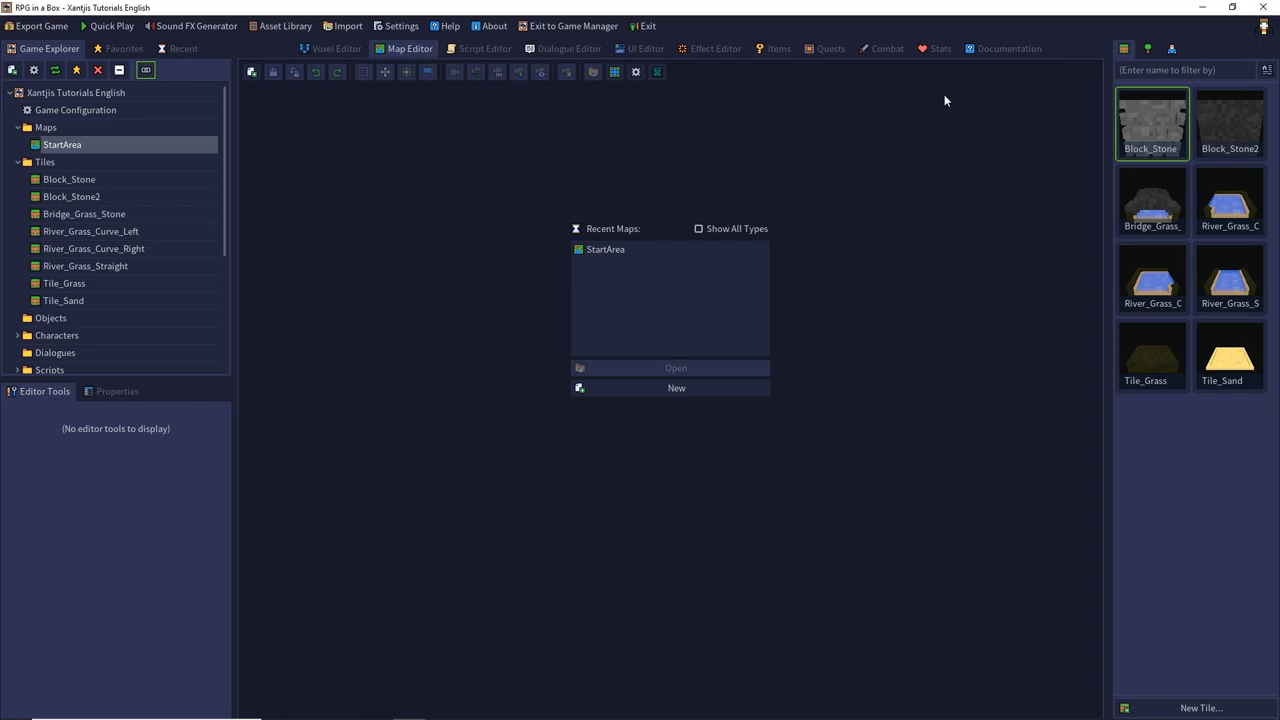 RPG in a Box - Xantjis Tutorials English
Export Game Quick Play Sound FX Generator Asset Library Import Settings Help About Exit to Game Manager Exit
Game Explorer Favorites Recent Voxel Editor Map Editor Script Editor Dialogue Editor UI Editor Effect Editor Items Quests Combat Stats Documentation
(Enter name to filter by)
Xantjis Tutorials English
Game Configuration
Maps
StartArea
Tiles
Block_Stone
Block_Stone2
Bridge_Grass_Stone
River_Grass_Curve_Left
River_Grass_Curve_Right
River_Grass_Straight
Tile_Grass
Tile_Sand
Objects
Characters
Dialogues
Scripts
Editor Tools Properties
(No editor tools to display)
Recent Maps: Show All Types
StartArea
Open
New
Block_Stone Block_Stone2
Bridge_Grass_ River_Grass_C
River_Grass_C River_Grass_S
Tile_Grass Tile_Sand
New Tile...